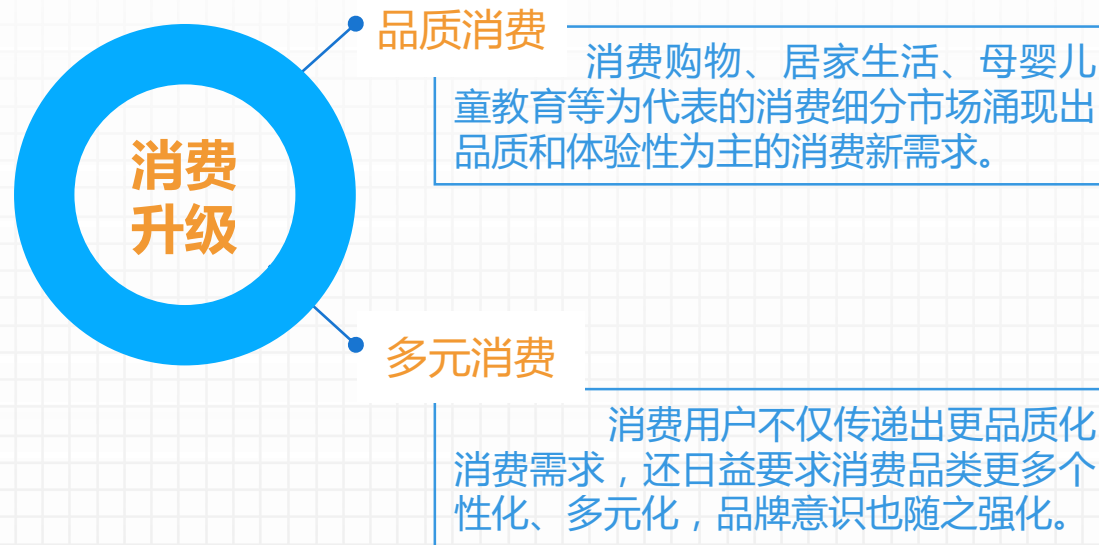 品质消费
消费购物、居家生活、母婴儿
童教育等为代表的消费细分市场涌现出
品质和体验性为主的消费新需求。
消费
升级
多元消费
消费用户不仅传递出更品质化
消费需求，还日益要求消费品类更多个
性化、多元化，品牌意识也随之强化。